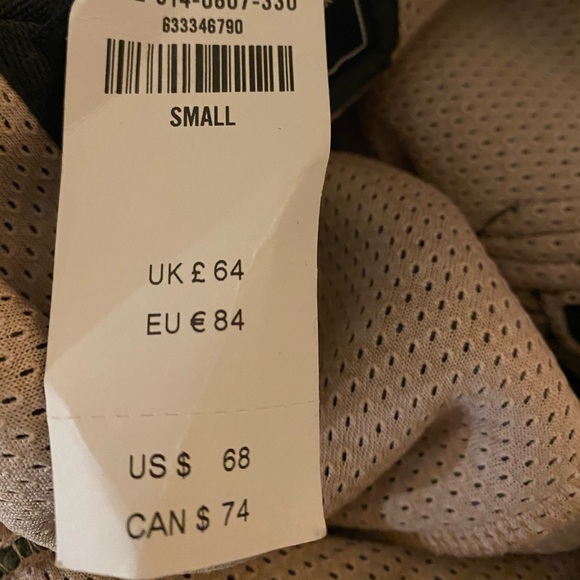 633346790
SMALL
UK £ 64
EU € 84
US $ 68
CAN $ 74